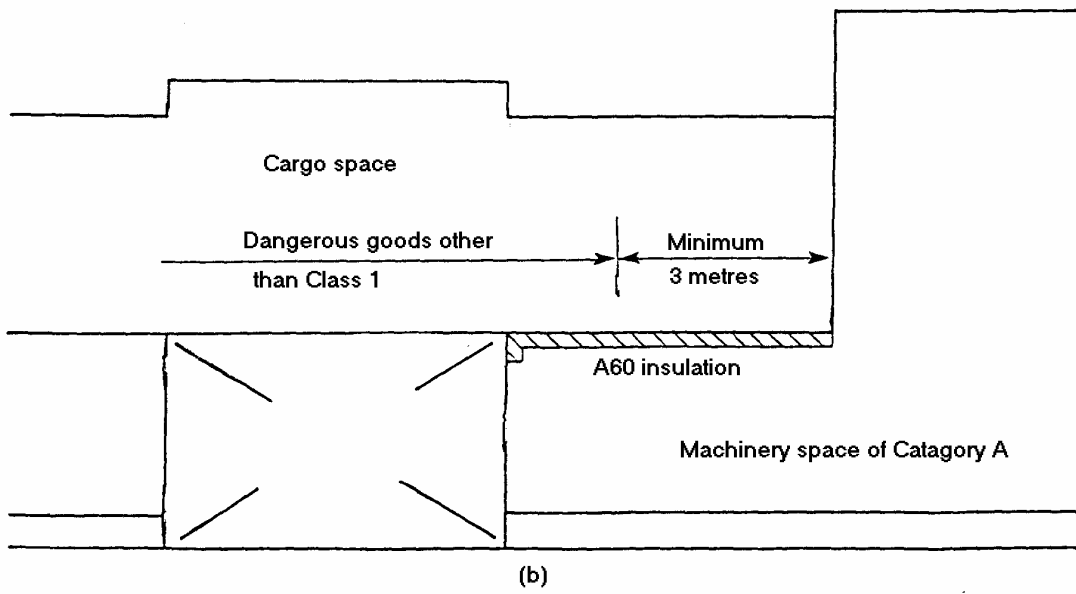 Cargo space
Dangerous goods other
than Class 1
Minimum
3 metres
A60 insulation
Machinery space of Catagory A
(b)